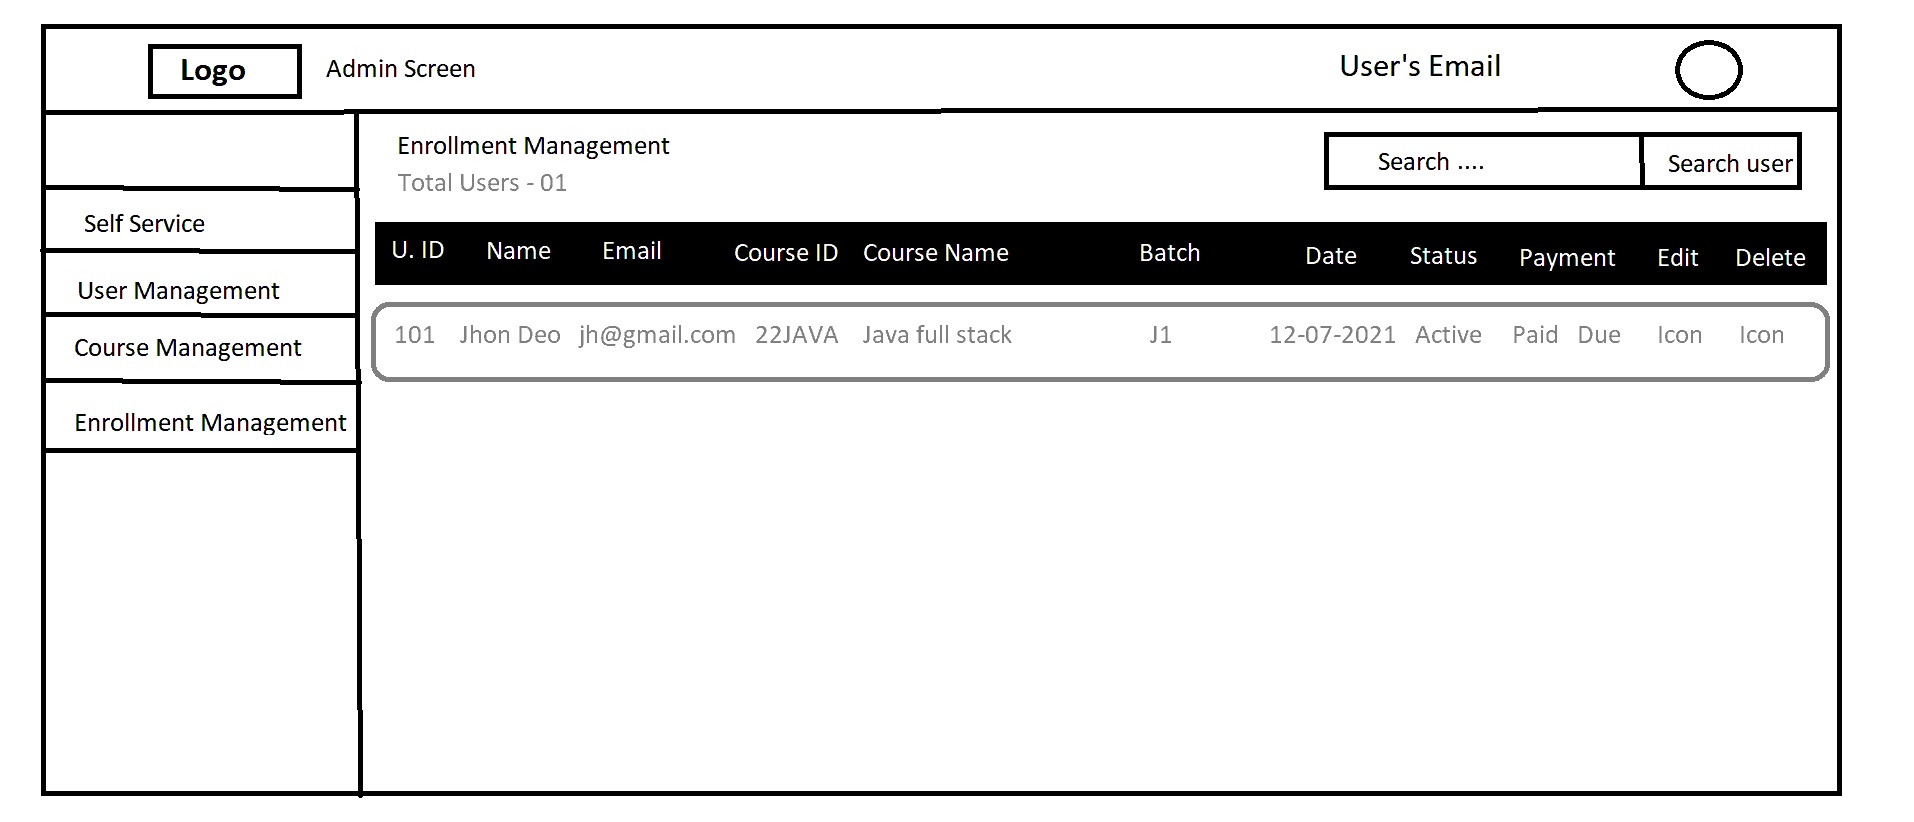 Logo Admin Screen User's Email
Enrollment Management
Total Users - 01
Search .... Search user
Self Service
User Management
Course Management
Enrollment Management
U. ID Name Email Course ID Course Name Batch Date Status Payment Edit Delete
101 Jhon Deo jh@gmail.com 22JAVA Java full stack J1 12-07-2021 Active Paid Due Icon Icon